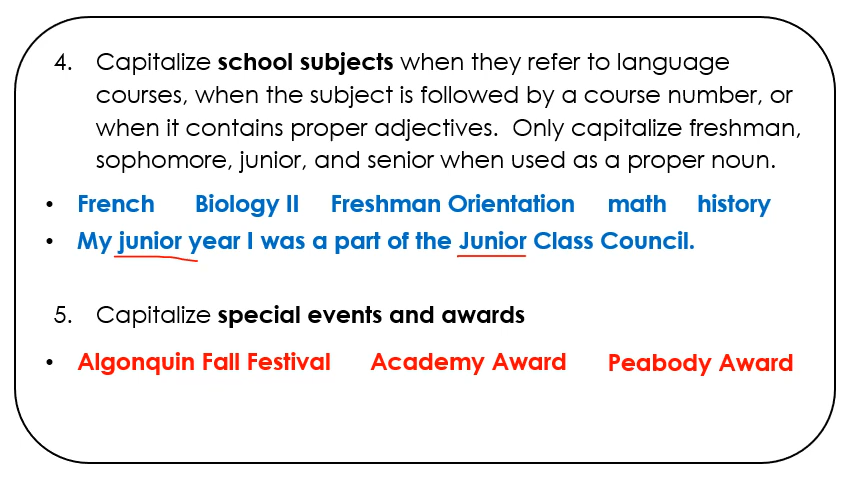 4. Capitalize school subjects when they refer to language
courses, when the subject is followed by a course number, or
when it contains proper adjectives. Only capitalize freshman,
sophomore, junior, and senior when used as a proper noun.
• French Biology II Freshman Orientation math history
• My junior year I was a part of the Junior Class Council.
5. Capitalize special events and awards
• Algonquin Fall Festival Academy Award Peabody Award